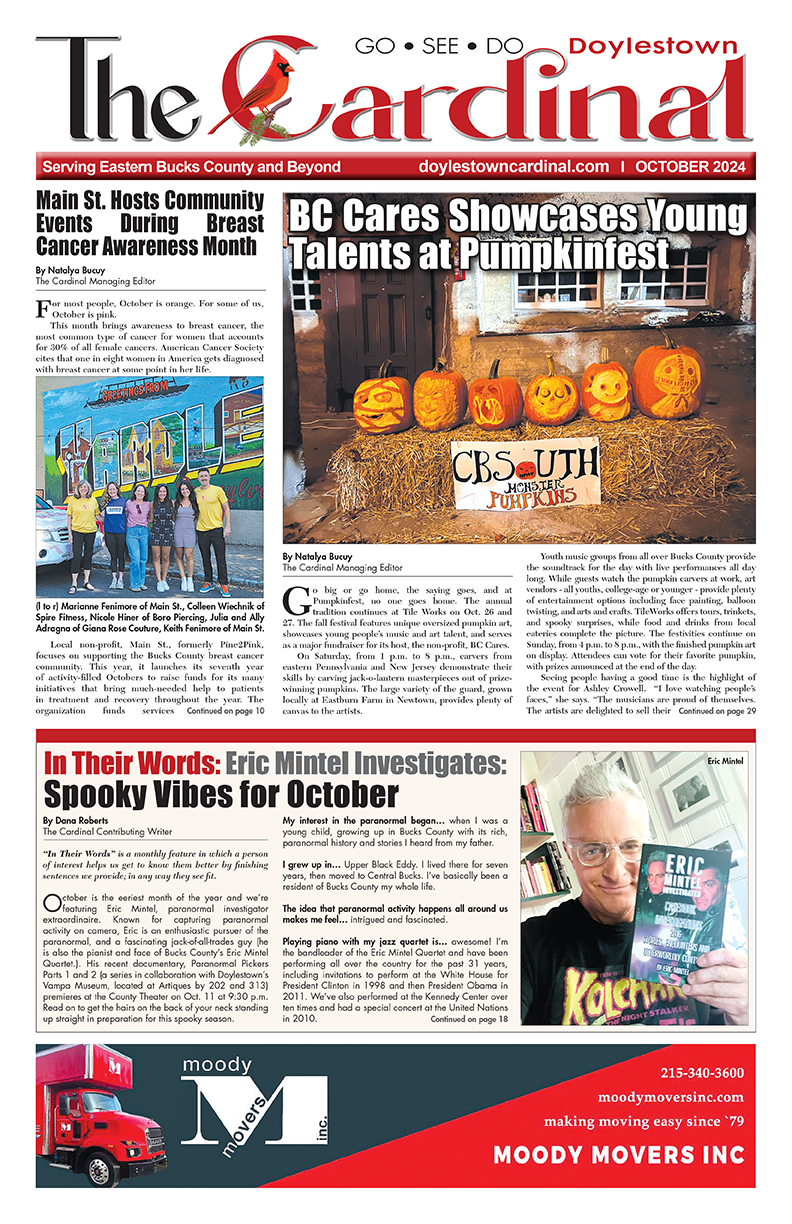 GO • SEE • DO
Doylestown
The Cardinal
Serving Eastern Bucks County and Beyond
doylestowncardinal.com I OCTOBER 2024
Main St. Hosts Community
Events During Breast
Cancer Awareness Month
By Natalya Bucuy
The Cardinal Managing Editor
For most people, October is orange. For some of us,
October is pink.
This month brings awareness to breast cancer, the
most common type of cancer for women that accounts
for 30% of all female cancers. American Cancer Society
cites that one in eight women in America gets diagnosed
with breast cancer at some point in her life.
GREETINGS FROM
(l to r) Marianne Fenimore of Main St., Colleen Wiechnik of
Spire Fitness, Nicole Hiner of Boro Piercing, Julia and Ally
Adragna of Giana Rose Couture, Keith Fenimore of Main St.
Local non-profit, Main St., formerly Pine2Pink,
focuses on supporting the Bucks County breast cancer
community. This year, it launches its seventh year
of activity-filled Octobers to raise funds for its many
initiatives that bring much-needed help to patients
in treatment and recovery throughout the year. The
organization funds services Continued on page 10
BC Cares Showcases Young
Talents at Pumpkinfest
CB SOUTH
MONSTER
PUMPKINS
By Natalya Bucuy
The Cardinal Managing Editor
Go big or go home, the saying goes, and at
Pumpkinfest, no one goes home. The annual
tradition continues at Tile Works on Oct. 26 and
27. The fall festival features unique oversized pumpkin art,
showcases young people's music and art talent, and serves
as a major fundraiser for its host, the non-profit, BC Cares.
On Saturday, from 1 p.m. to 8 p.m., carvers from
eastern Pennsylvania and New Jersey demonstrate their
skills by carving jack-o-lantern masterpieces out of prize-
winning pumpkins. The large variety of the guard, grown
locally at Eastburn Farm in Newtown, provides plenty of
canvas to the artists.
Youth music groups from all over Bucks County provide
the soundtrack for the day with live performances all day
long. While guests watch the pumpkin carvers at work, art
vendors - all youths, college-age or younger - provide plenty
of entertainment options including face painting, balloon
twisting, and arts and crafts. TileWorks offers tours, trinkets,
and spooky surprises, while food and drinks from local
eateries complete the picture. The festivities continue on
Sunday, from 4 p.m. to 8 p.m., with the finished pumpkin art
on display. Attendees can vote for their favorite pumpkin,
with prizes announced at the end of the day.
Seeing people having a good time is the highlight of
the event for Ashley Crowell. “I love watching people's
faces,” she says. “The musicians are proud of themselves.
The artists are delighted to sell their Continued on page 29
In Their Words: Eric Mintel Investigates:
Spooky Vibes for October
By Dana Roberts
The Cardinal Contributing Writer
“In Their Words” is a monthly feature in which a person
of interest helps us get to know them better by finishing
sentences we provide; in any way they see fit.
October is the eeriest month of the year and we're
featuring Eric Mintel, paranormal investigator
extraordinaire. Known for capturing paranormal
activity on camera, Eric is an enthusiastic pursuer of the
paranormal, and a fascinating jack-of-all-trades guy (he
is also the pianist and face of Bucks County's Eric Mintel
Quartet.). His recent documentary, Paranormal Pickers
Parts 1 and 2 (a series in collaboration with Doylestown's
Vampa Museum, located at Artiques by 202 and 313)
premieres at the County Theater on Oct. 11 at 9:30 p.m.
Read on to get the hairs on the back of your neck standing
up straight in preparation for this spooky season.
My interest in the paranormal began... when I was a
young child, growing up in Bucks County with its rich,
paranormal history and stories I heard from my father.
I grew up in... Upper Black Eddy. I lived there for seven
years, then moved to Central Bucks. I've basically been a
resident of Bucks County my whole life.
The idea that paranormal activity happens all around us
makes me feel... intrigued and fascinated.
Playing piano with my jazz quartet is... awesome! I'm
the bandleader of the Eric Mintel Quartet and have been
performing all over the country for the past 31 years,
including invitations to perform at the White House for
President Clinton in 1998 and then President Obama in
2011. We've also performed at the Kennedy Center over
ten times and had a special concert at the United Nations
in 2010. Continued on page 18
Eric Mintel
ERIC
MINTEL
INVESTIGATES
BY ERIC MINTEL
KOLCHAK
THE NIGHT STALKER
moody
M
movers
inc.
215-340-3600
moodymoversinc.com
making moving easy since `79
MOODY MOVERS INC